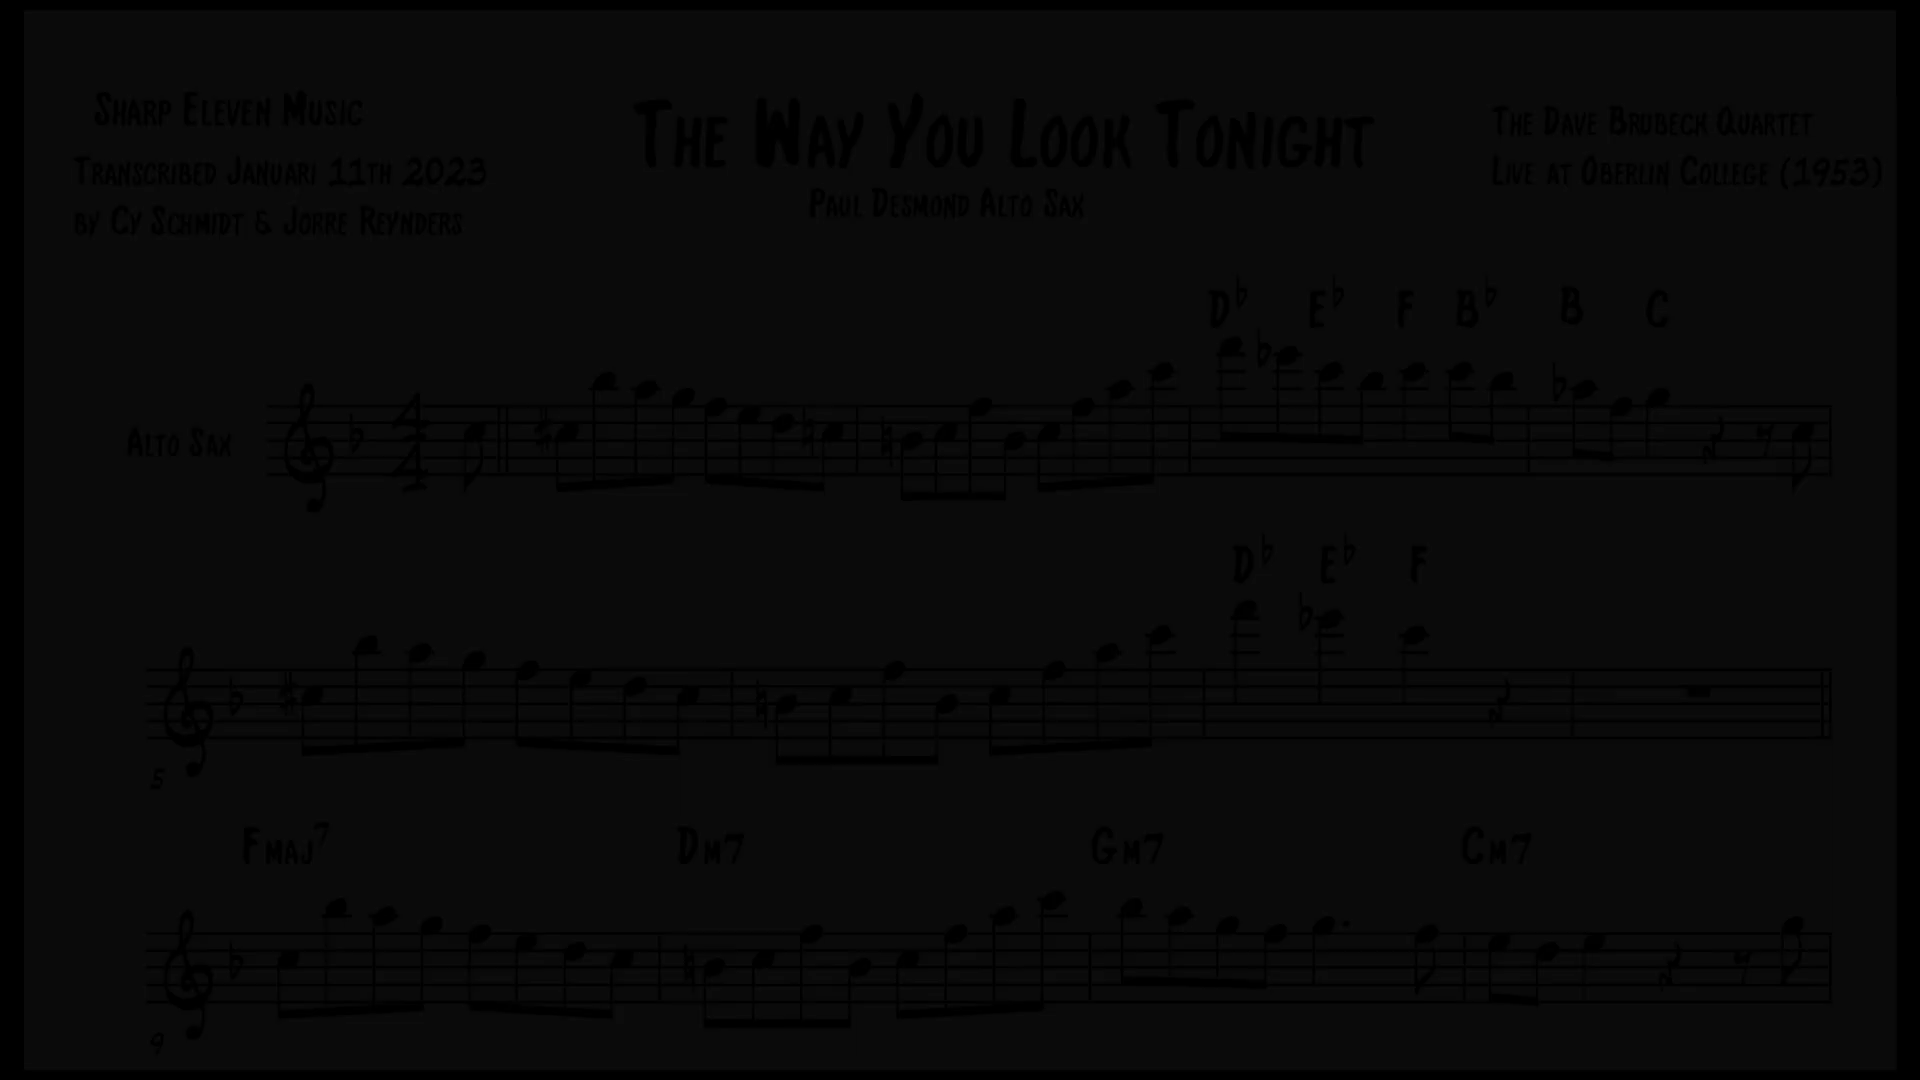 Sharp Eleven Music
Transcribed Januari 11th 2023
by Cy Schmidt & Jorre Reynders
The Way You Look Tonight
Paul Desmond Alto Sax
The Dave Brubeck Quartet
Live at Oberlin College (1953)
D♭ E♭ F B♭ B C
Alto Sax
D♭ E♭ F
5
Fmaj7 Dm7 Gm7 Cm7
9